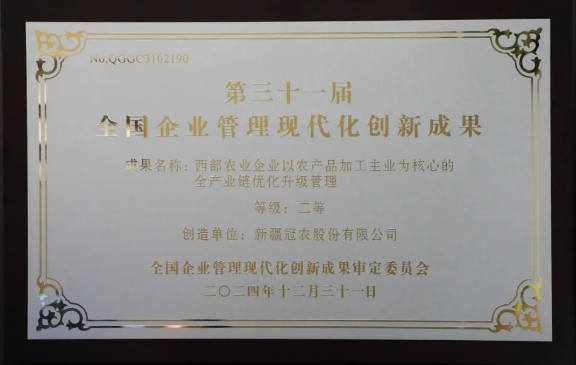 No.QGGC3102190
第三十一届
全国企业管理现代化创新成果
成果名称：西部农业企业以农产品加工主业为核心的
全产业链优化升级管理
等级：二等
创造单位：新疆冠农股份有限公司
全国企业管理现代化创新成果审定委员会
二〇二四年十二月三十一日